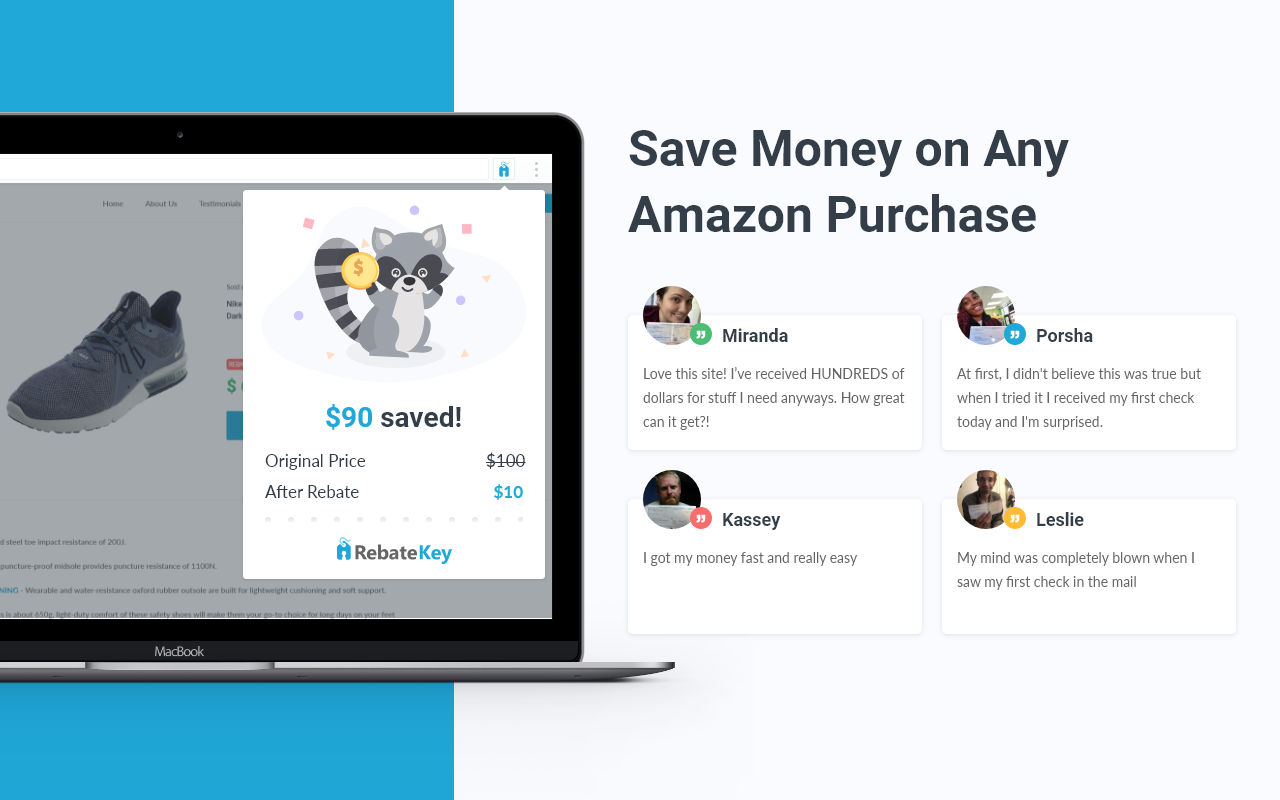 Save Money on Any
Amazon Purchase
Home About Us Testimonials
Nike
Dark
$
$
$90 saved!
Original Price $100
After Rebate $10
RebateKey
d steel toe impact resistance of 200J.
puncture-proof midsole provides puncture resistance of 1100N.
NING - Wearable and water-resistance oxford rubber outsole are built for lightweight cushioning and soft support.
s is about 650g, light-duty comfort of these safety shoes will make them your go-to choice for long days on your feet
MacBook
Miranda
Love this site! I've received HUNDREDS of
dollars for stuff I need anyways. How great
can it get?!
Porsha
At first, I didn't believe this was true but
when I tried it I received my first check
today and I'm surprised.
Kassey
I got my money fast and really easy
Leslie
My mind was completely blown when I
saw my first check in the mail